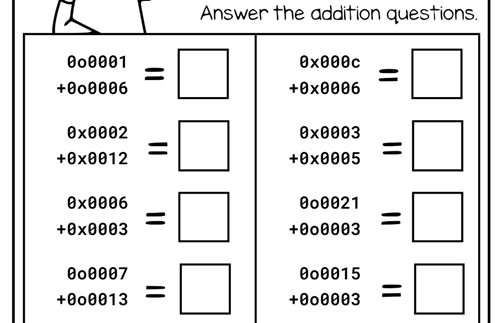 Answer the addition questions.
0o0001
+0o0006 =
0x000c
+0x0006 =
0x0002
+0x0012 =
0x0003
+0x0005 =
0x0006
+0x0003 =
0o0021
+0o0003 =
0o0007
+0o0013 =
0o0015
+0o0003 =